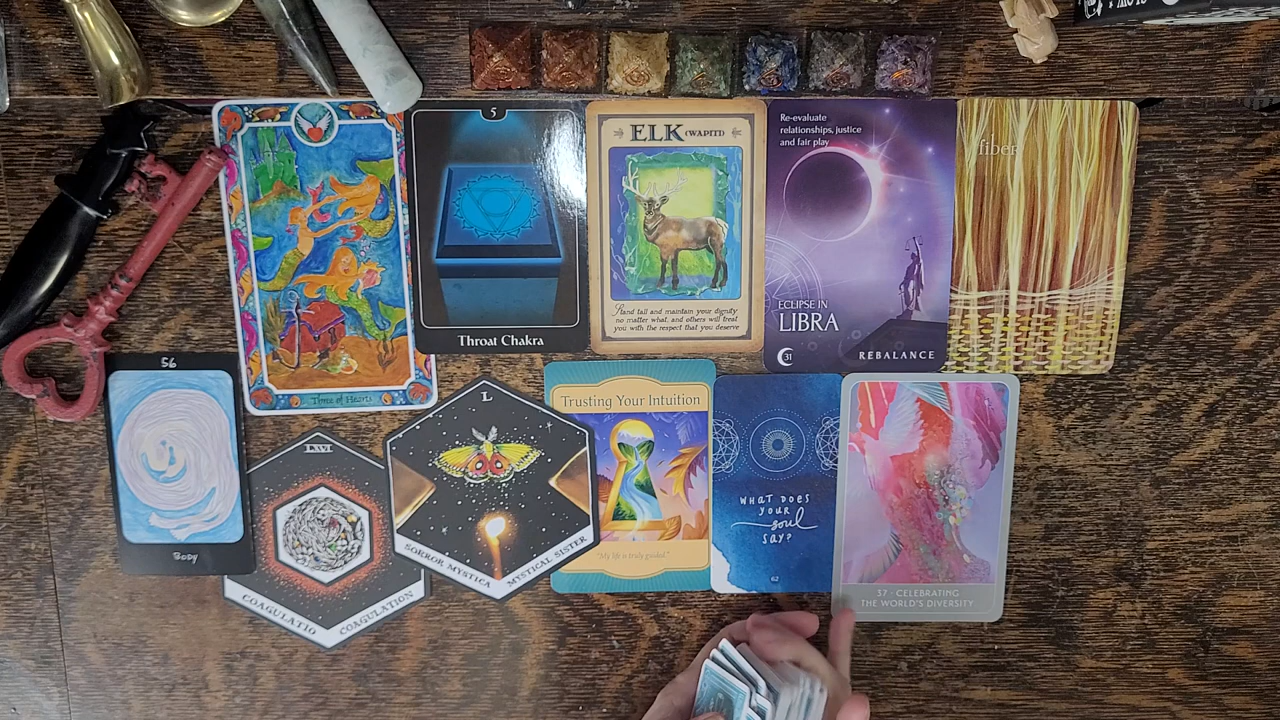 Three of Hearts
5
Throat Chakra
ELK (WAPITI)
Stand tall and maintain your dignity
no matter what, and others will treat
you with the respect that you deserve
Re-evaluate
relationships, justice
and fair play
ECLIPSE IN
LIBRA
31
REBALANCE
fiber
56
BODY
LXVI
COAGULATIO
COAGULATION
L
SORROR MYSTICA
MYSTICAL SISTER
Trusting Your Intuition
"My life is truly guided."
WHAT DOES
YOUR
soul
SAY?
62
37 - CELEBRATING
THE WORLD'S DIVERSITY